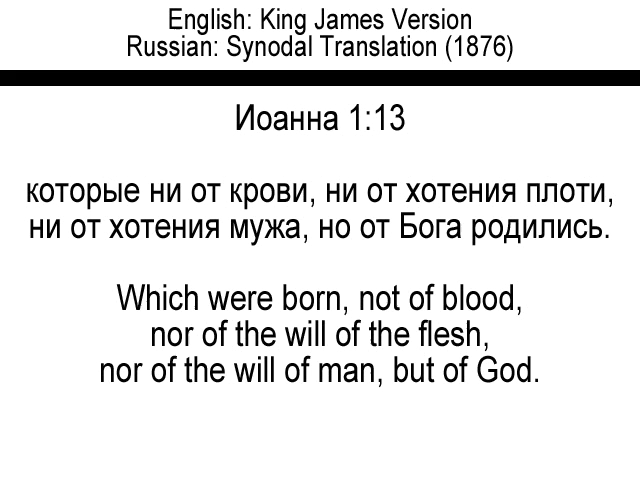 English: King James Version
Russian: Synodal Translation (1876)
Иоанна 1:13
которые ни от крови, ни от хотения плоти,
ни от хотения мужа, но от Бога родились.
Which were born, not of blood,
nor of the will of the flesh,
nor of the will of man, but of God.